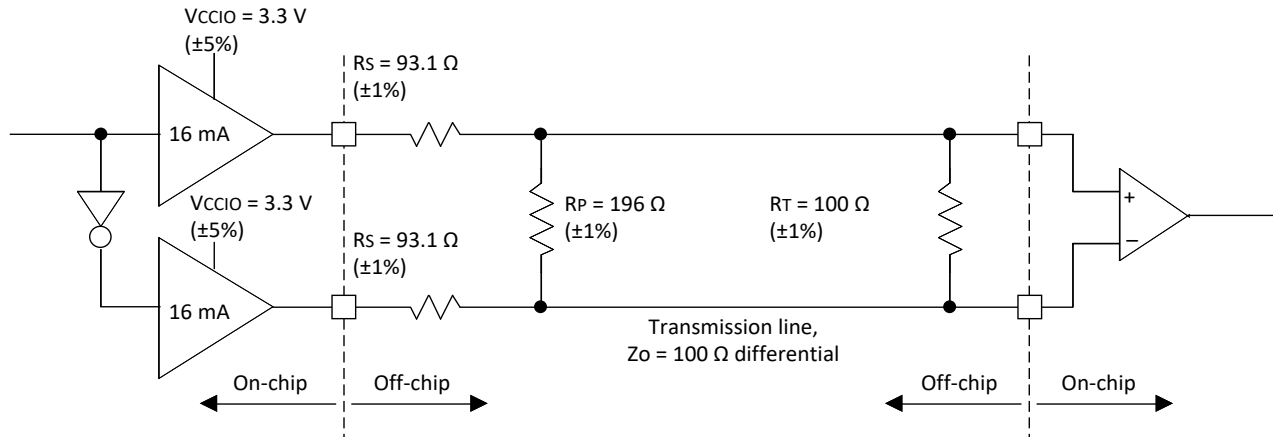 VCCIO = 3.3 V
(±5%)
RS = 93.1 Ω
(±1%)
16 mA
VCCIO = 3.3 V
(±5%)
RP = 196 Ω
(±1%)
RT = 100 Ω
(±1%)
+
−
RS = 93.1 Ω
(±1%)
16 mA
Transmission line,
Zo = 100 Ω differential
On-chip
Off-chip
Off-chip
On-chip